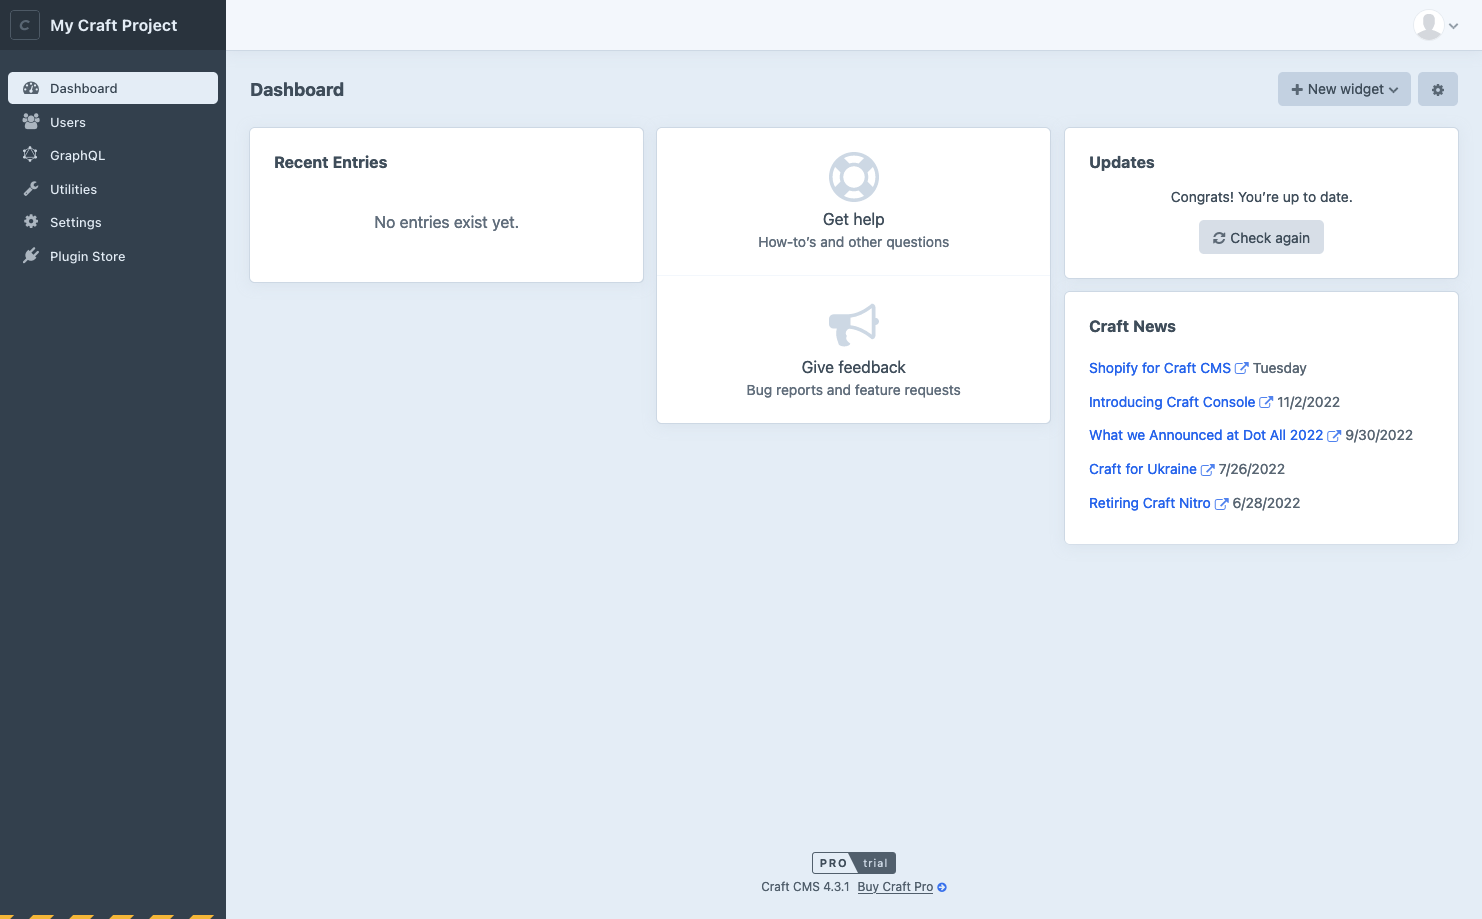 C My Craft Project
Dashboard
Users
GraphQL
Utilities
Settings
Plugin Store
Dashboard
New widget
Recent Entries
No entries exist yet.
Get help
How-to’s and other questions
Give feedback
Bug reports and feature requests
Updates
Congrats! You’re up to date.
Check again
Craft News
Shopify for Craft CMS Tuesday
Introducing Craft Console 11/2/2022
What we Announced at Dot All 2022 9/30/2022
Craft for Ukraine 7/26/2022
Retiring Craft Nitro 6/28/2022
PRO trial
Craft CMS 4.3.1 Buy Craft Pro